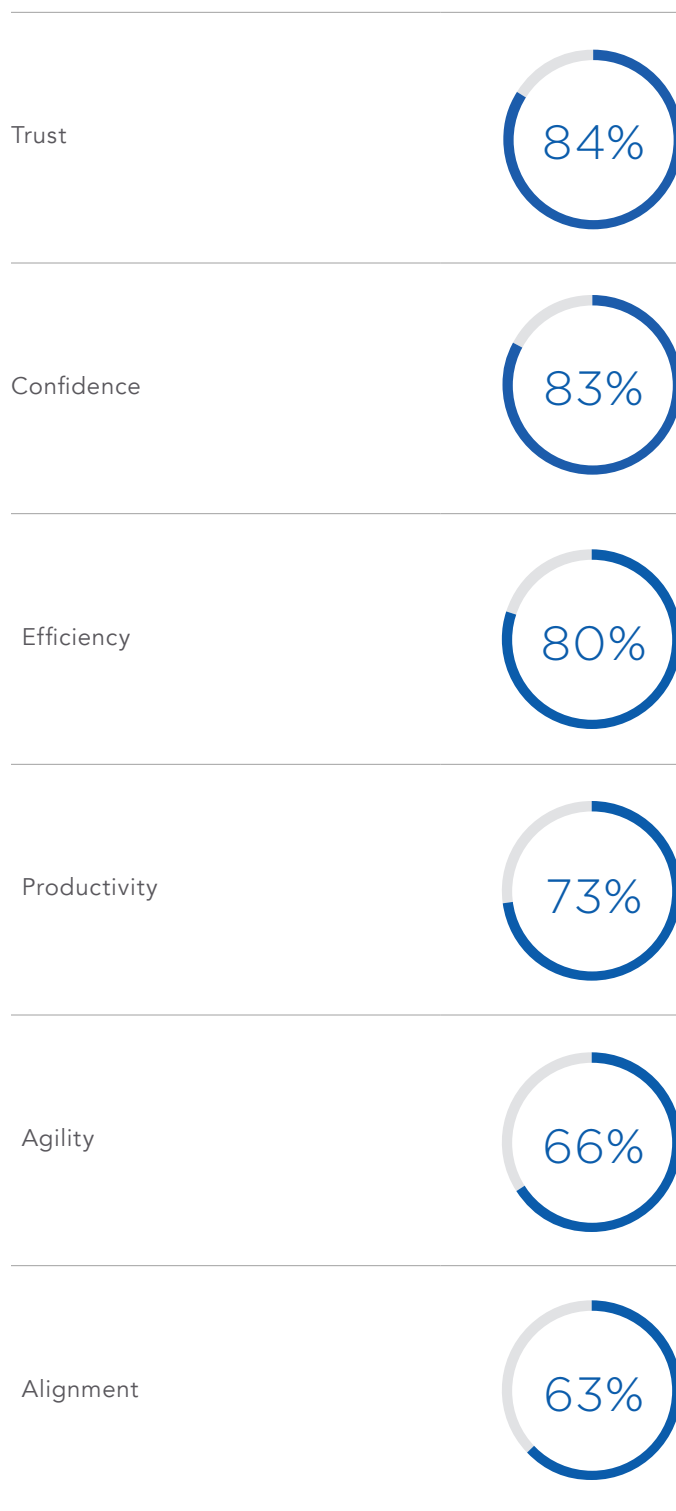 Trust
84%
Confidence
83%
Efficiency
80%
Productivity
73%
Agility
66%
Alignment
63%